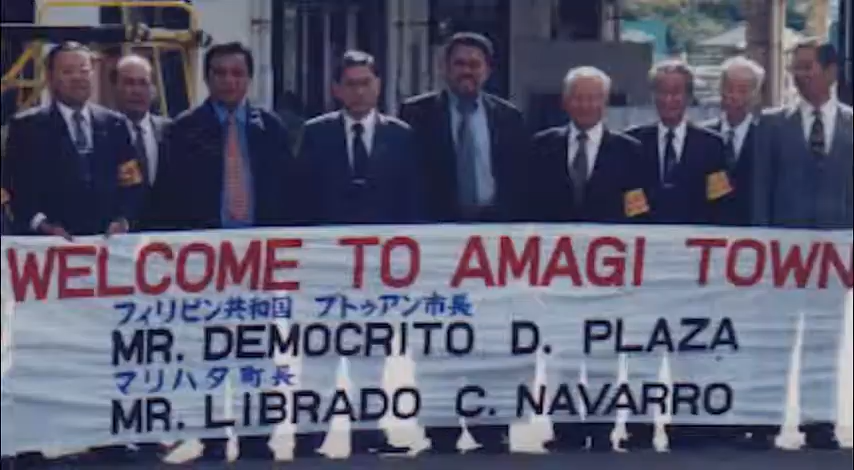 WELCOME TO AMAGI TOWN
フィリピン共和国 ブトゥアン市長
MR. DEMOCRITO D. PLAZA
マリハタ町長
MR. LIBRADO C. NAVARRO